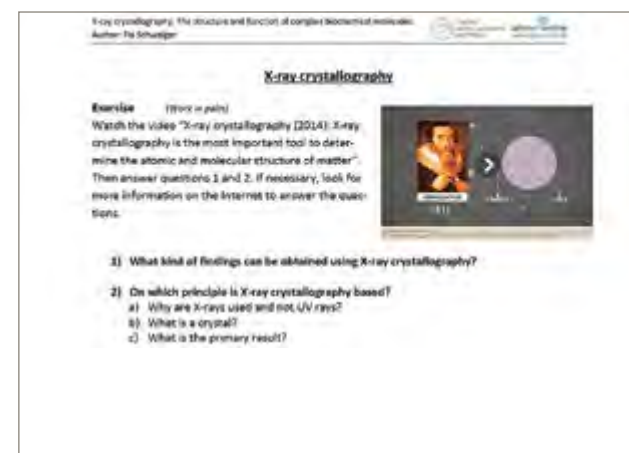 X-ray crystallography: The structure and function of complex biochemical molecules
Author: Pia Schweiger
X-ray crystallography
Exercise (Work in pairs)
Watch the video "X-ray crystallography (2014): X-ray
crystallography is the most important tool to deter-
mine the atomic and molecular structure of matter".
Then answer questions 1 and 2. If necessary, look for
more information on the Internet to answer the ques-
tions.
1) What kind of findings can be obtained using X-ray crystallography?
2) On which principle is X-ray crystallography based?
a) Why are X-rays used and not UV rays?
b) What is a crystal?
c) What is the primary result?